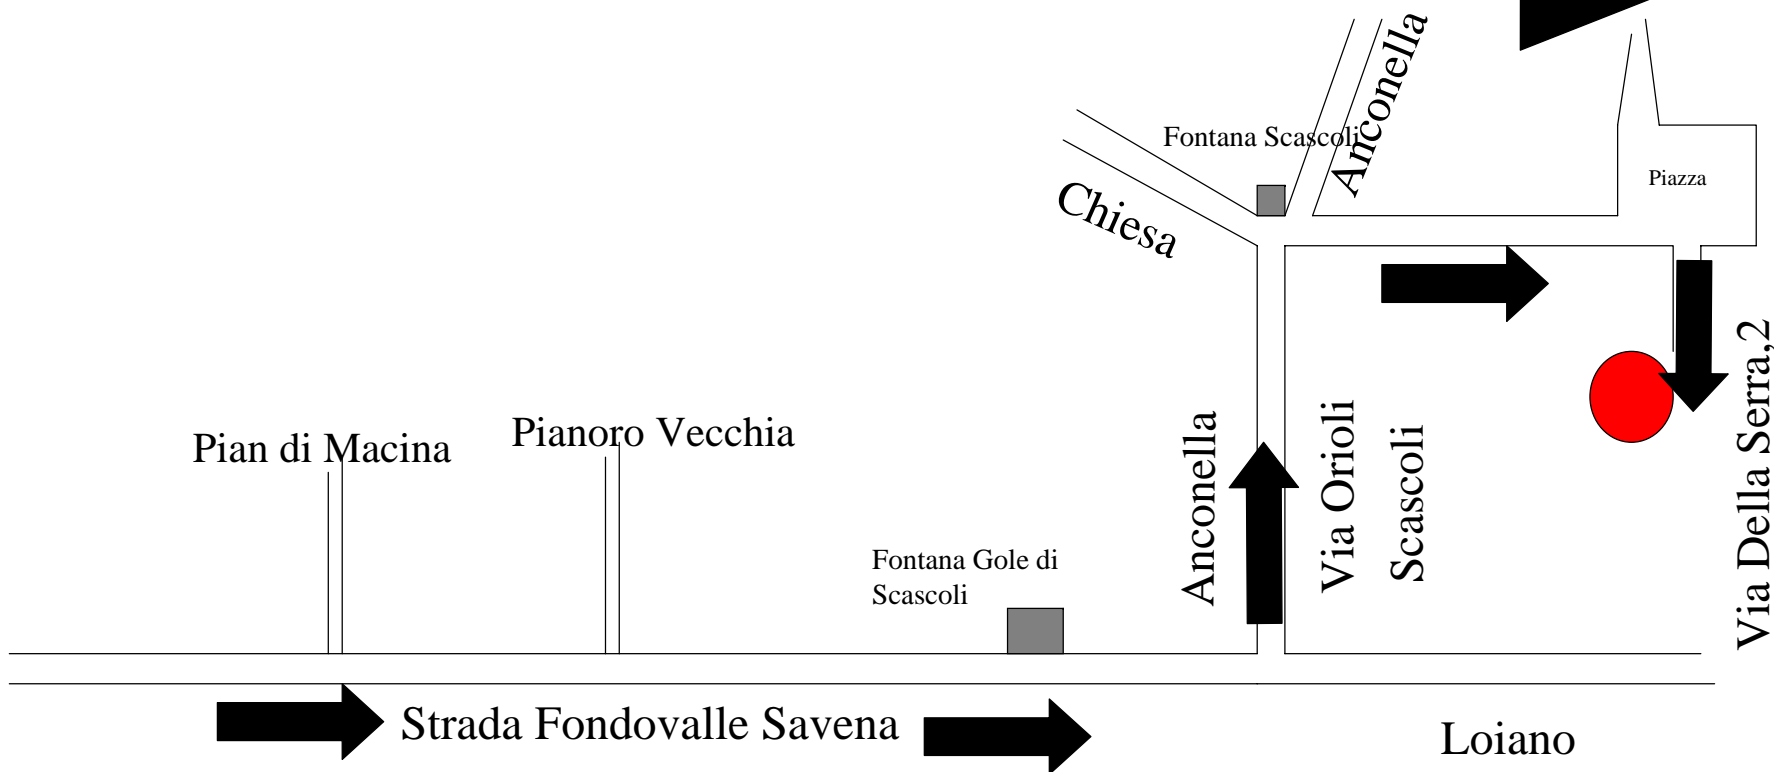 Anconella
Fontana Scascoli
Piazza
Chiesa
Via Della Serra,2
Anconella
Via Orioli
Scascoli
Pian di Macina
Pianoro Vecchia
Fontana Gole di
Scascoli
Strada Fondovalle Savena
Loiano